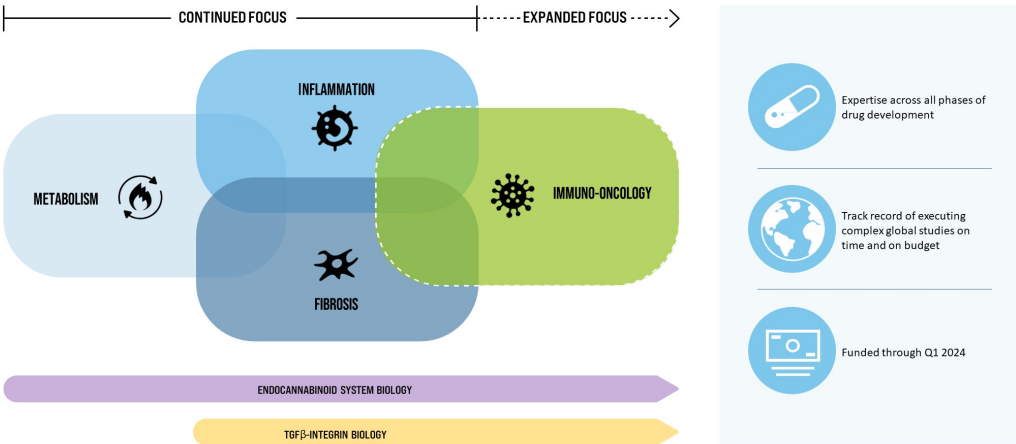 CONTINUED FOCUS
EXPANDED FOCUS
INFLAMMATION
METABOLISM
IMMUNO-ONCOLOGY
FIBROSIS
ENDOCANNABINOID SYSTEM BIOLOGY
TGFβ-INTEGRIN BIOLOGY
Expertise across all phases of
drug development
Track record of executing
complex global studies on
time and on budget
Funded through Q1 2024